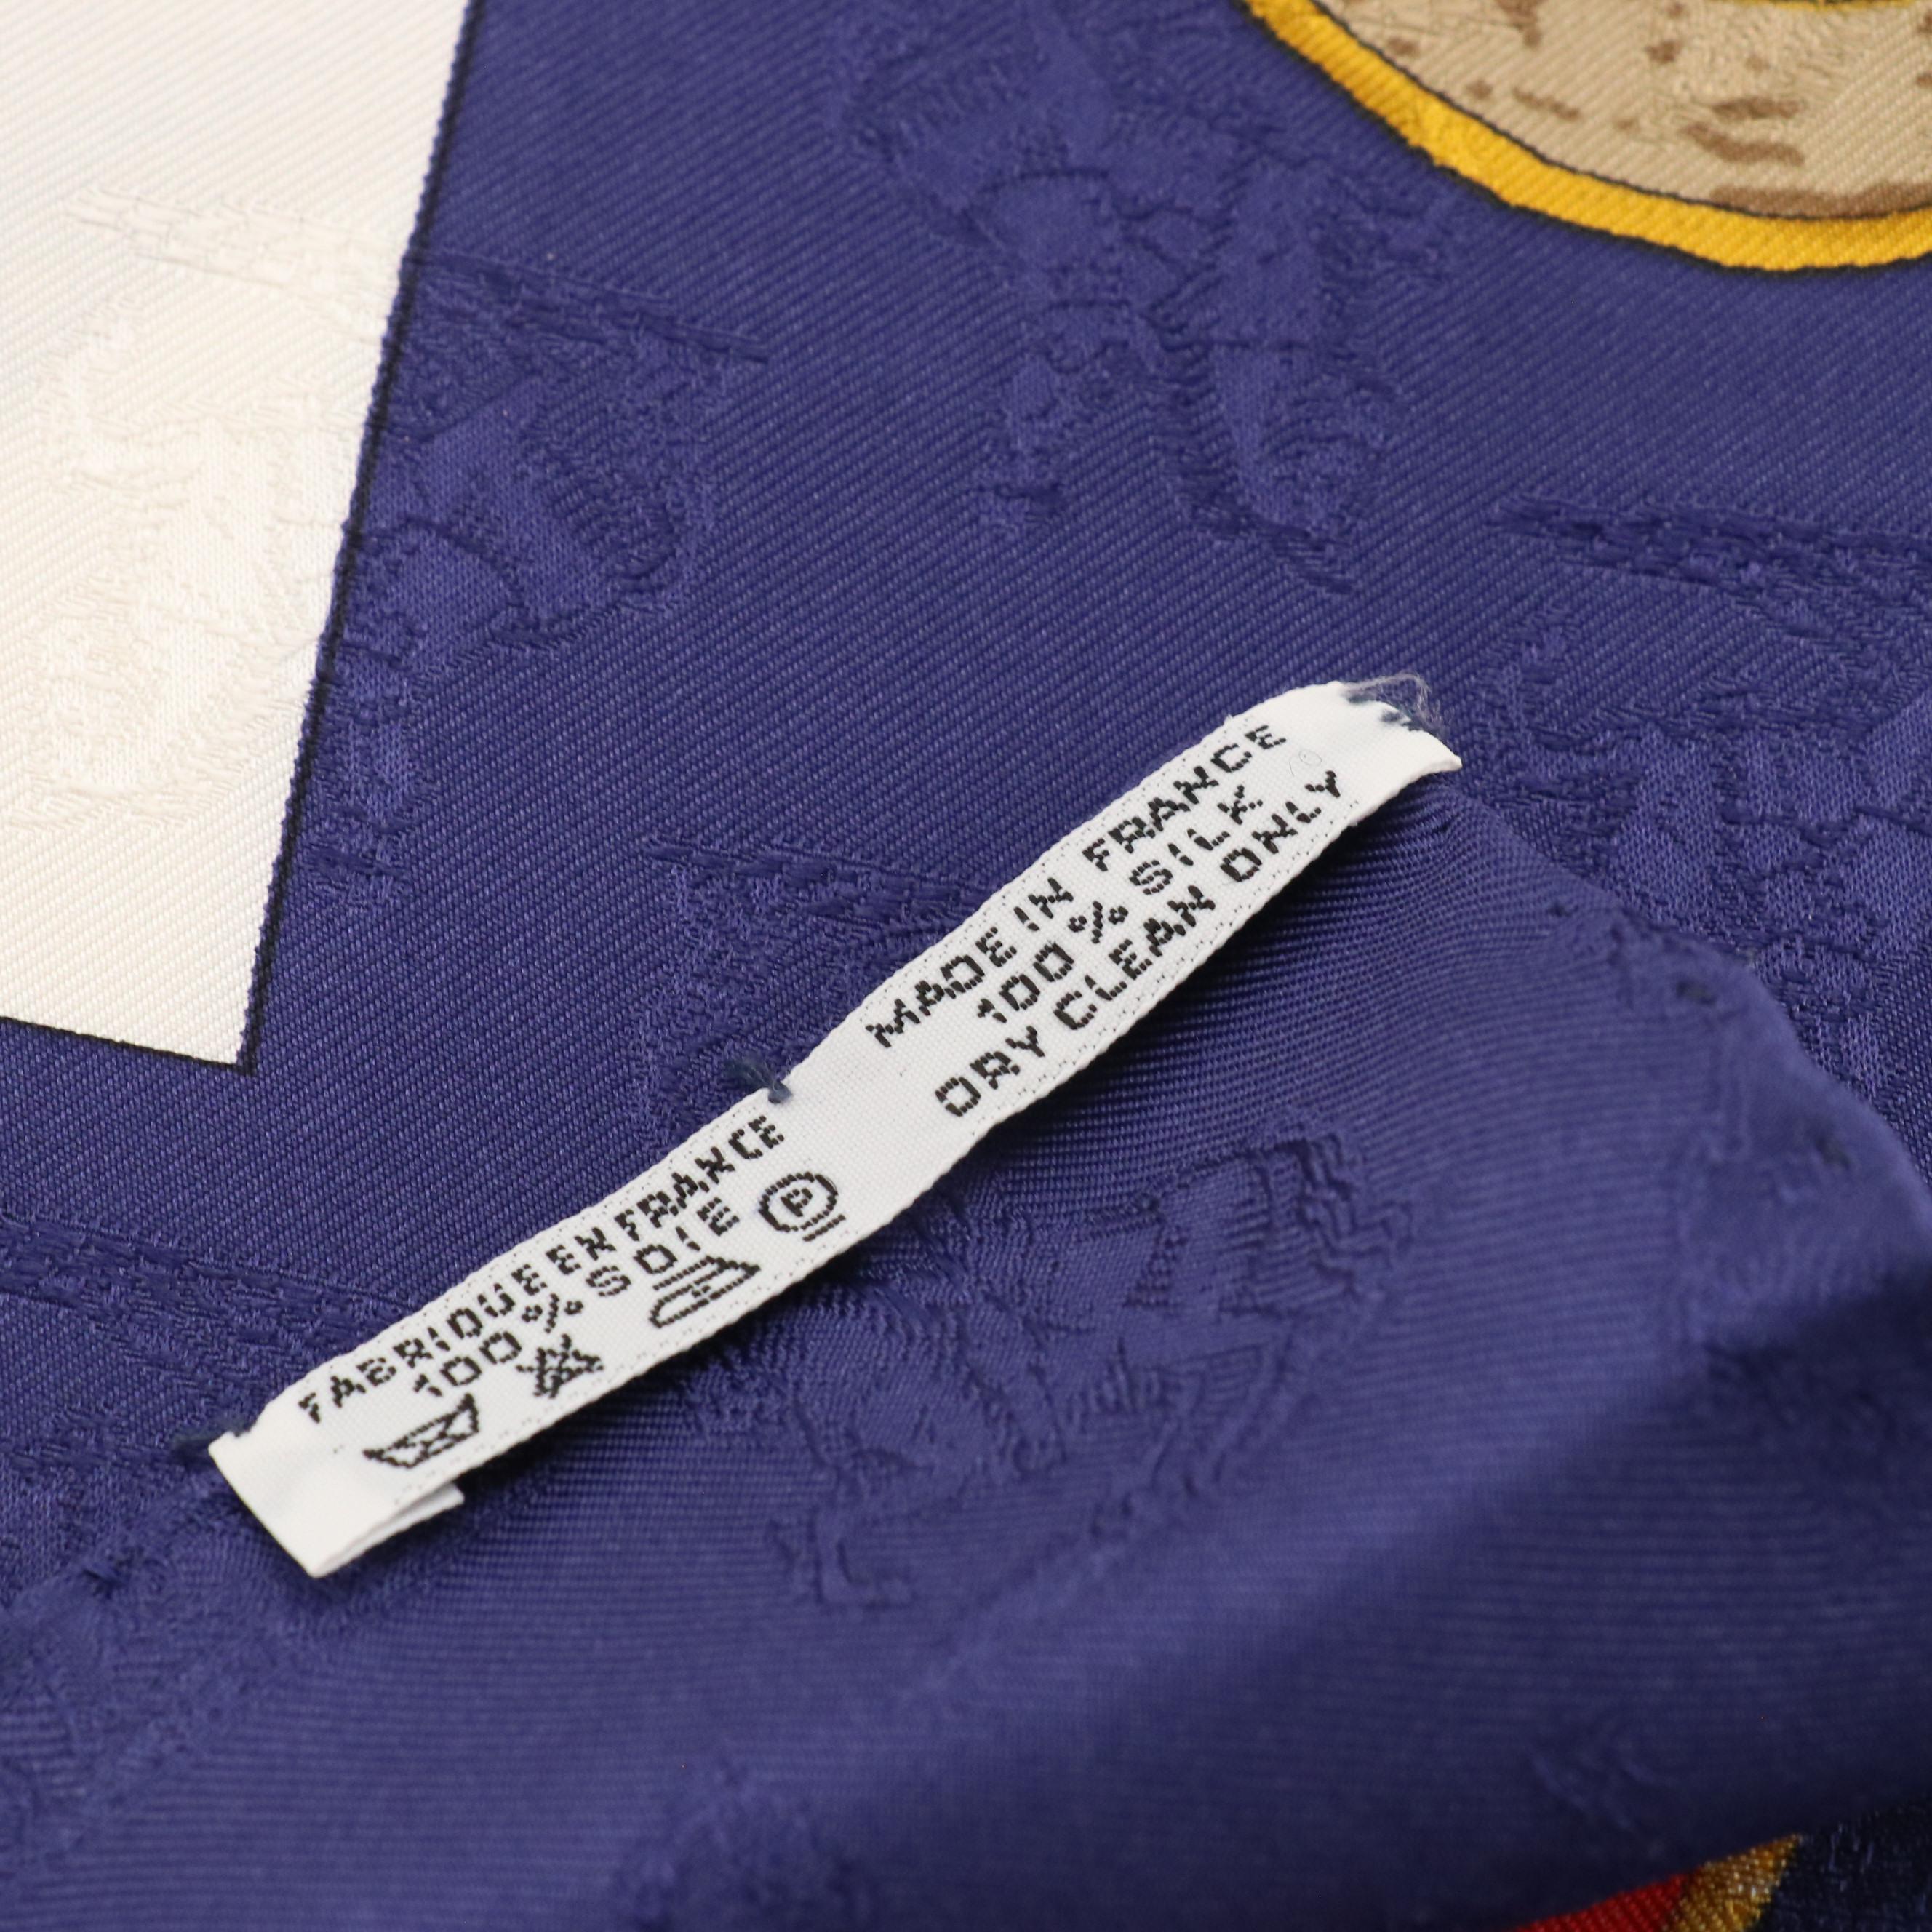 MADE IN FRANCE
100 % SILK
DRY CLEAN ONLY
FABRIQUE EN FRANCE
100 % SOIE
P